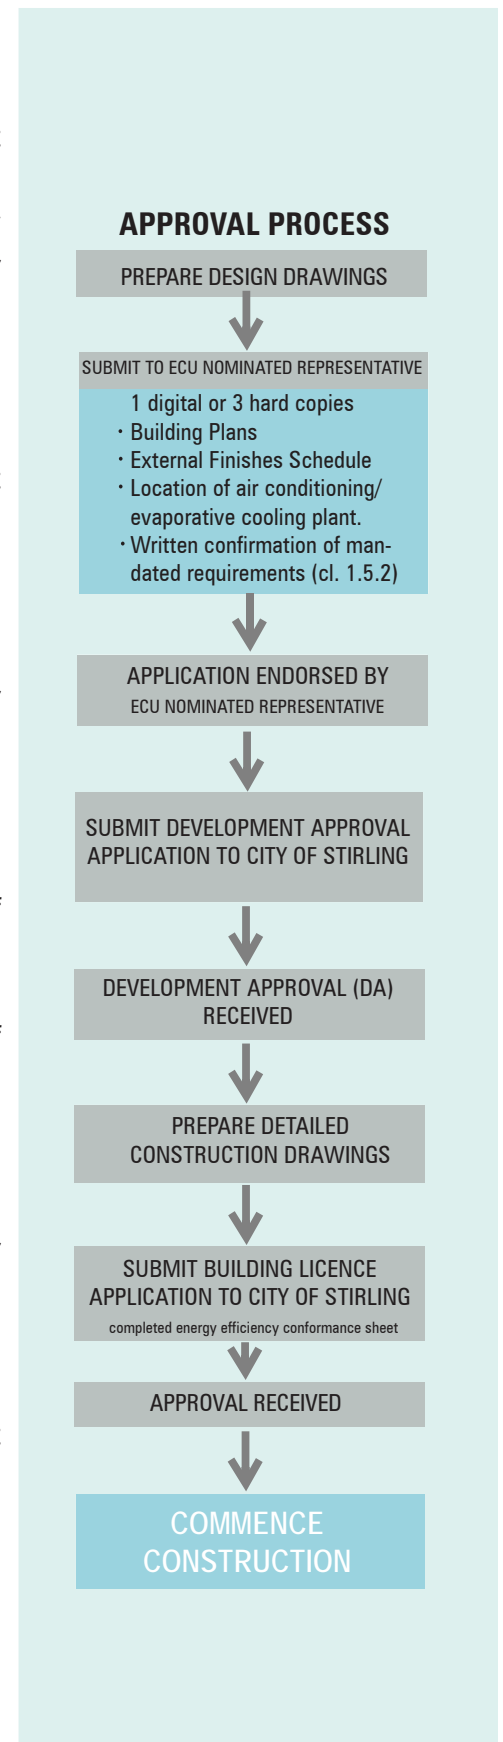 APPROVAL PROCESS
PREPARE DESIGN DRAWINGS
SUBMIT TO ECU NOMINATED REPRESENTATIVE
1 digital or 3 hard copies
· Building Plans
· External Finishes Schedule
· Location of air conditioning/
evaporative cooling plant.
· Written confirmation of man-
dated requirements (cl. 1.5.2)
APPLICATION ENDORSED BY
ECU NOMINATED REPRESENTATIVE
SUBMIT DEVELOPMENT APPROVAL
APPLICATION TO CITY OF STIRLING
DEVELOPMENT APPROVAL (DA)
RECEIVED
PREPARE DETAILED
CONSTRUCTION DRAWINGS
SUBMIT BUILDING LICENCE
APPLICATION TO CITY OF STIRLING
completed energy efficiency conformance sheet
APPROVAL RECEIVED
COMMENCE
CONSTRUCTION